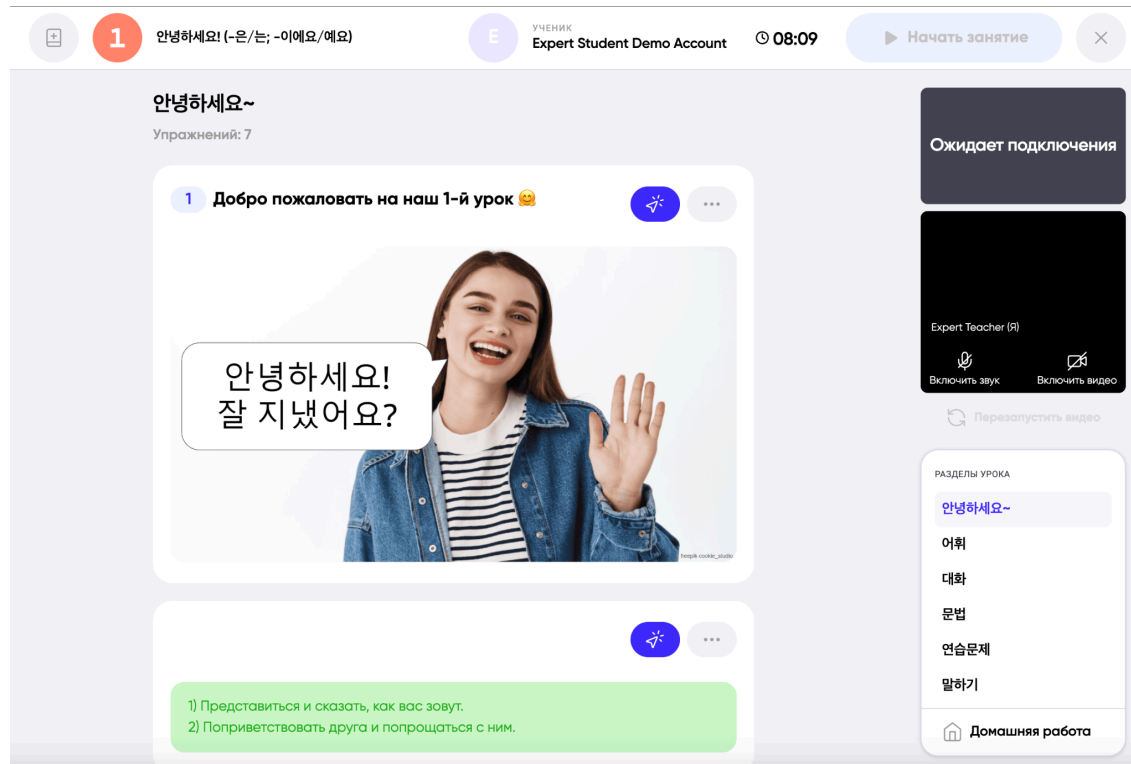 1
안녕하세요! (-은/는; -이에요/예요)
E
УЧЕНИК
Expert Student Demo Account
08:09
Начать занятие
안녕하세요~
Упражнений: 7
1 Добро пожаловать на наш 1-й урок 🤗
안녕하세요!
잘 지냈어요?
freepik cookie_studio
1) Представиться и сказать, как вас зовут.
2) Поприветствовать друга и попрощаться с ним.
Ожидает подключения
Expert Teacher (Я)
Включить звук
Включить видео
Перезапустить видео
РАЗДЕЛЫ УРОКА
안녕하세요~
어휘
대화
문법
연습문제
말하기
Домашняя работа